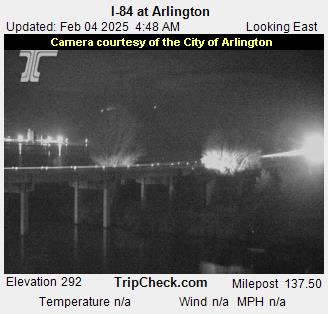 I-84 at Arlington
Updated: Feb 04 2025 4:48 AM Looking East
Camera courtesy of the City of Arlington
Elevation 292 TripCheck.com Milepost 137.50
Temperature n/a Wind n/a MPH n/a